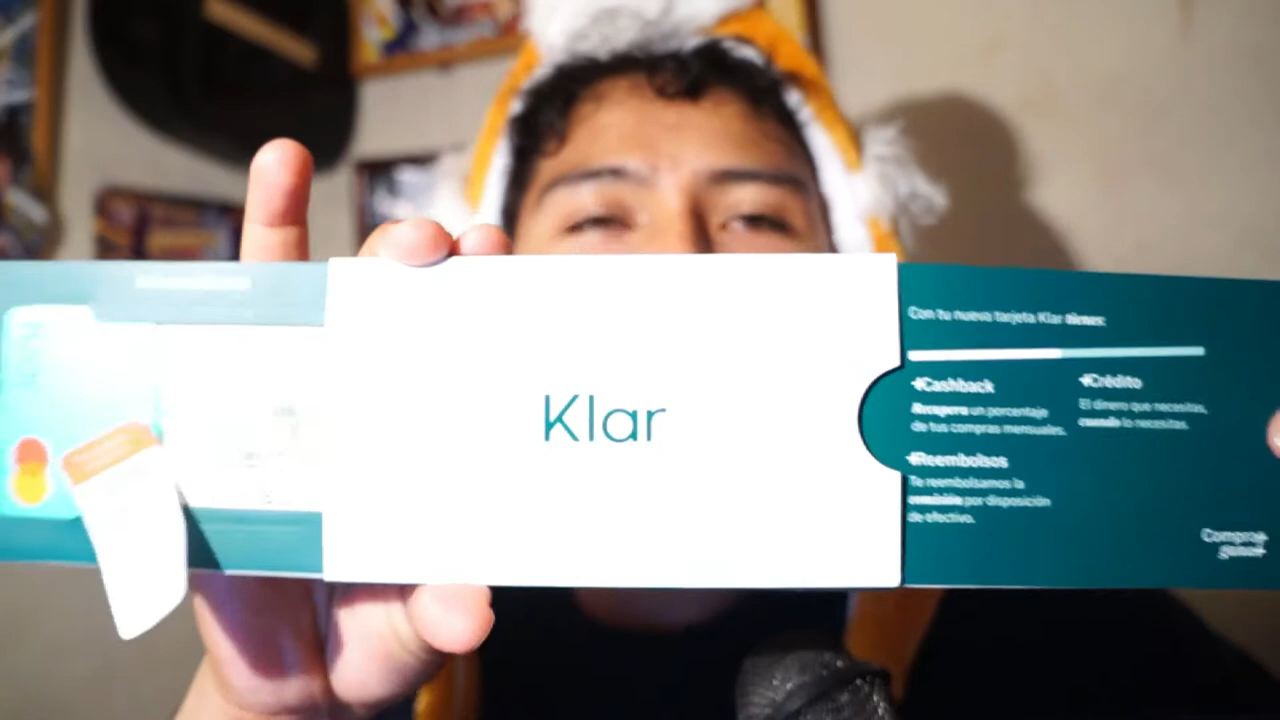 Klar
Con tu nueva tarjeta Klar tienes:
+Cashback
Recupera un porcentaje
de tus compras mensuales.
+Crédito
El dinero que necesitas,
cuando lo necesitas.
+Reembolsos
Te reembolsamos la
comisión por disposición
de efectivo.
Compra+